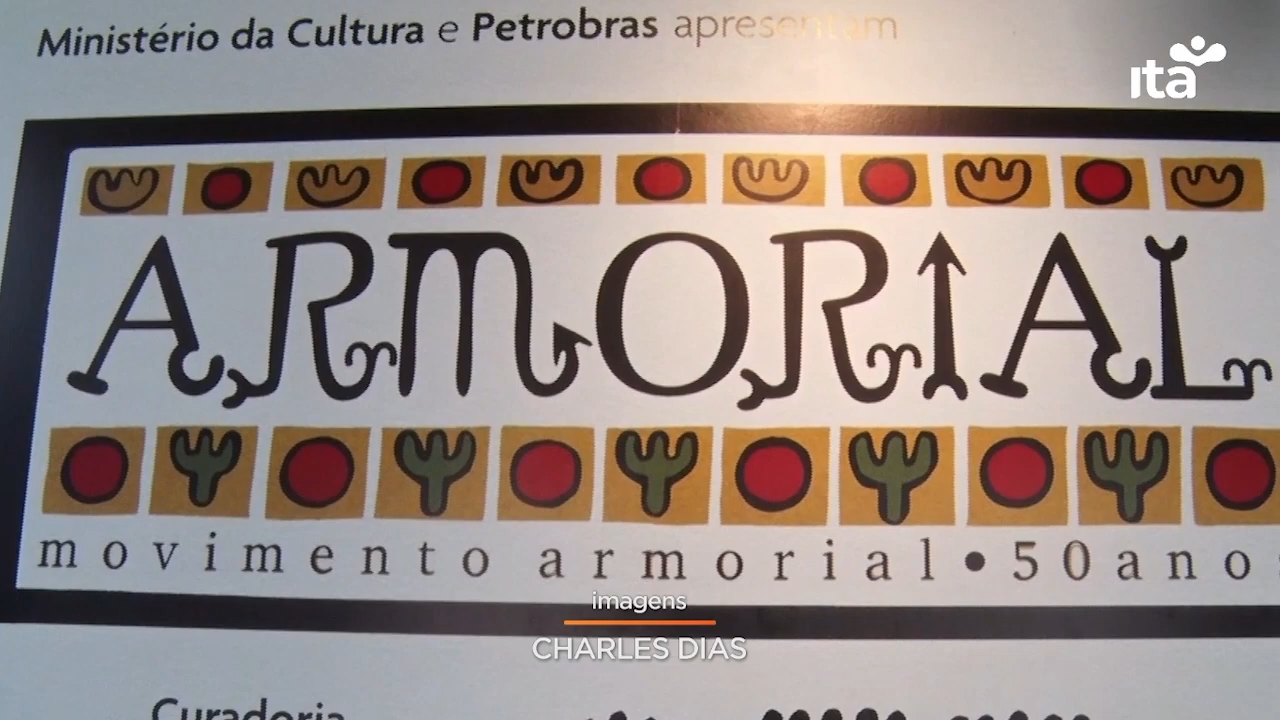 Ministério da Cultura e Petrobras apresentam
ita
ARMORIAL
movimento armorial • 50 anos
imagens
CHARLES DIAS
Curadoria